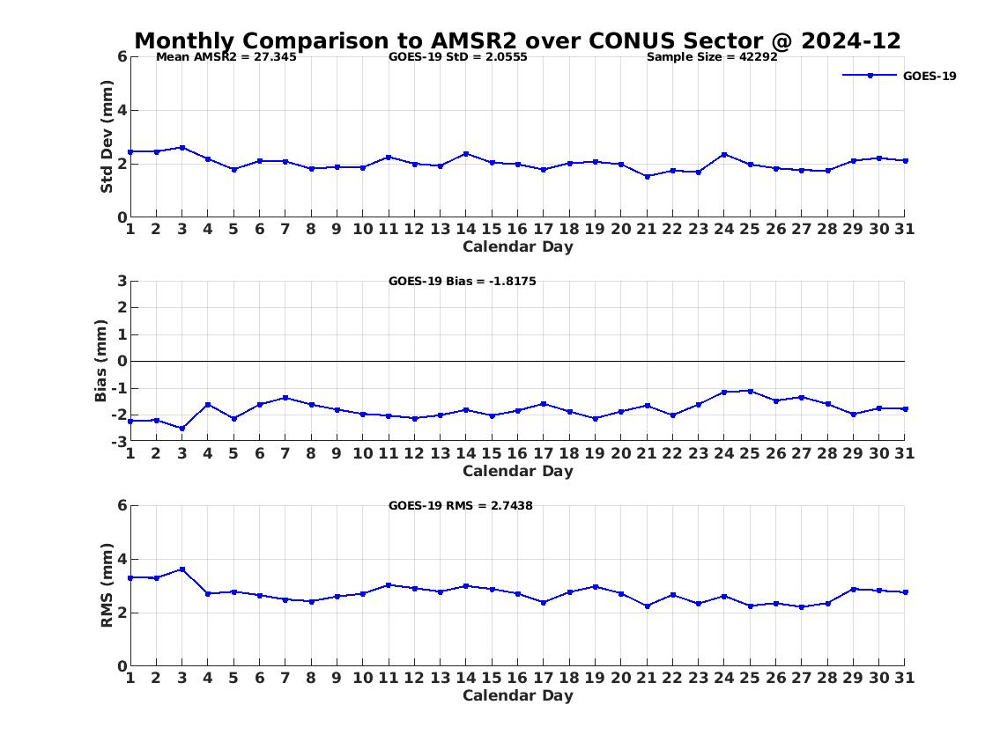 Monthly Comparison to AMSR2 over CONUS Sector @ 2024-12
Mean AMSR2 = 27.345 GOES-19 StD = 2.0555 Sample Size = 42292
GOES-19
6
4
2
0
Std Dev (mm)
1 2 3 4 5 6 7 8 9 10 11 12 13 14 15 16 17 18 19 20 21 22 23 24 25 26 27 28 29 30 31
Calendar Day
GOES-19 Bias = -1.8175
3
2
1
0
-1
-2
-3
Bias (mm)
1 2 3 4 5 6 7 8 9 10 11 12 13 14 15 16 17 18 19 20 21 22 23 24 25 26 27 28 29 30 31
Calendar Day
GOES-19 RMS = 2.7438
6
4
2
0
RMS (mm)
1 2 3 4 5 6 7 8 9 10 11 12 13 14 15 16 17 18 19 20 21 22 23 24 25 26 27 28 29 30 31
Calendar Day